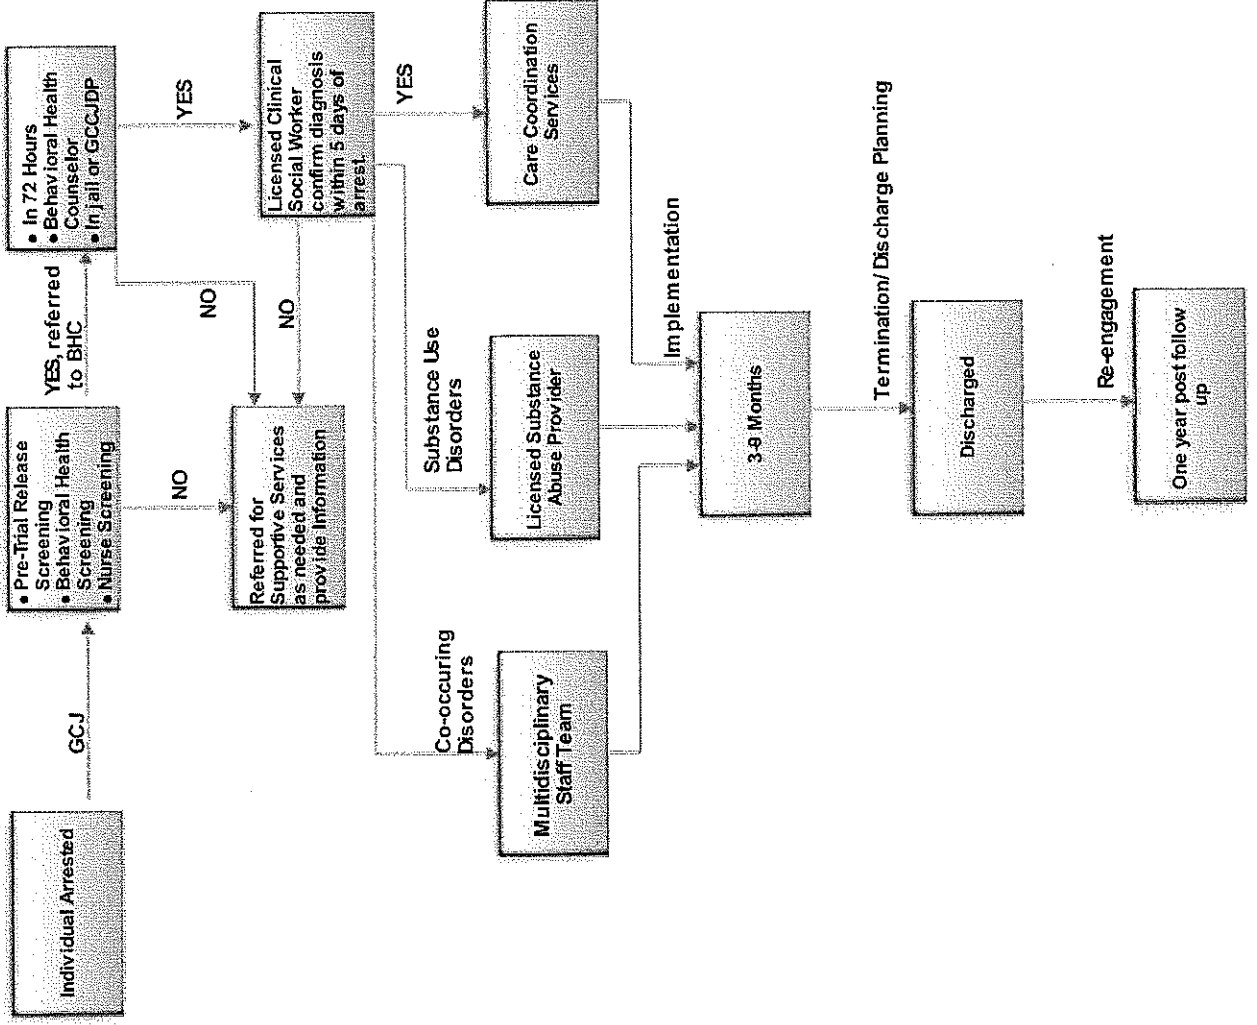 Individual Arrested
GCJ
• Pre-Trial Release
Screening
• Behavioral Health
Screening
• Nurse Screening
YES, referred
to BHC
• In 72 Hours
• Behavioral Health
Counselor
• In jail or GCCJDP
NO
NO
YES
Referred for
Supportive Services
as needed and
provide Information
NO
Licensed Clinical
Social Worker
confirm diagnosis
within 5 days of
arrest.
Co-occuring
Disorders
Substance Use
Disorders
YES
Multidisciplinary
Staff Team
Licensed Substance
Abuse Provider
Care Coordination
Services
Implementation
3-9 Months
Termination/ Discharge Planning
Discharged
Re-engagement
One year post follow
up